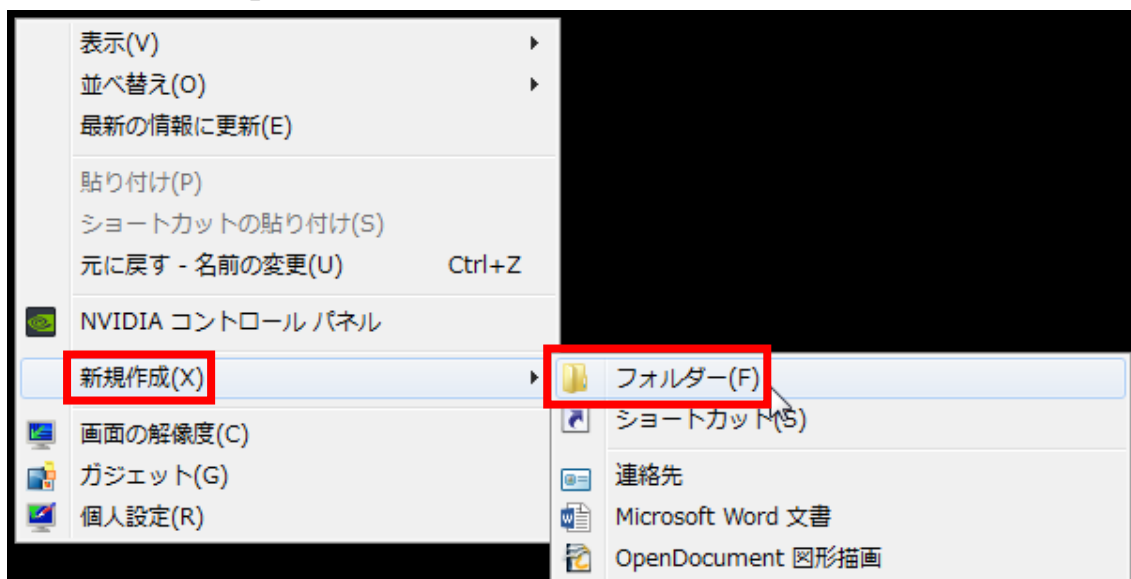 表示(V)
並べ替え(O)
最新の情報に更新(E)
貼り付け(P)
ショートカットの貼り付け(S)
元に戻す - 名前の変更(U) Ctrl+Z
NVIDIA コントロール パネル
新規作成(X)
画面の解像度(C)
ガジェット(G)
個人設定(R)
フォルダー(F)
ショートカット(S)
連絡先
Microsoft Word 文書
OpenDocument 図形描画